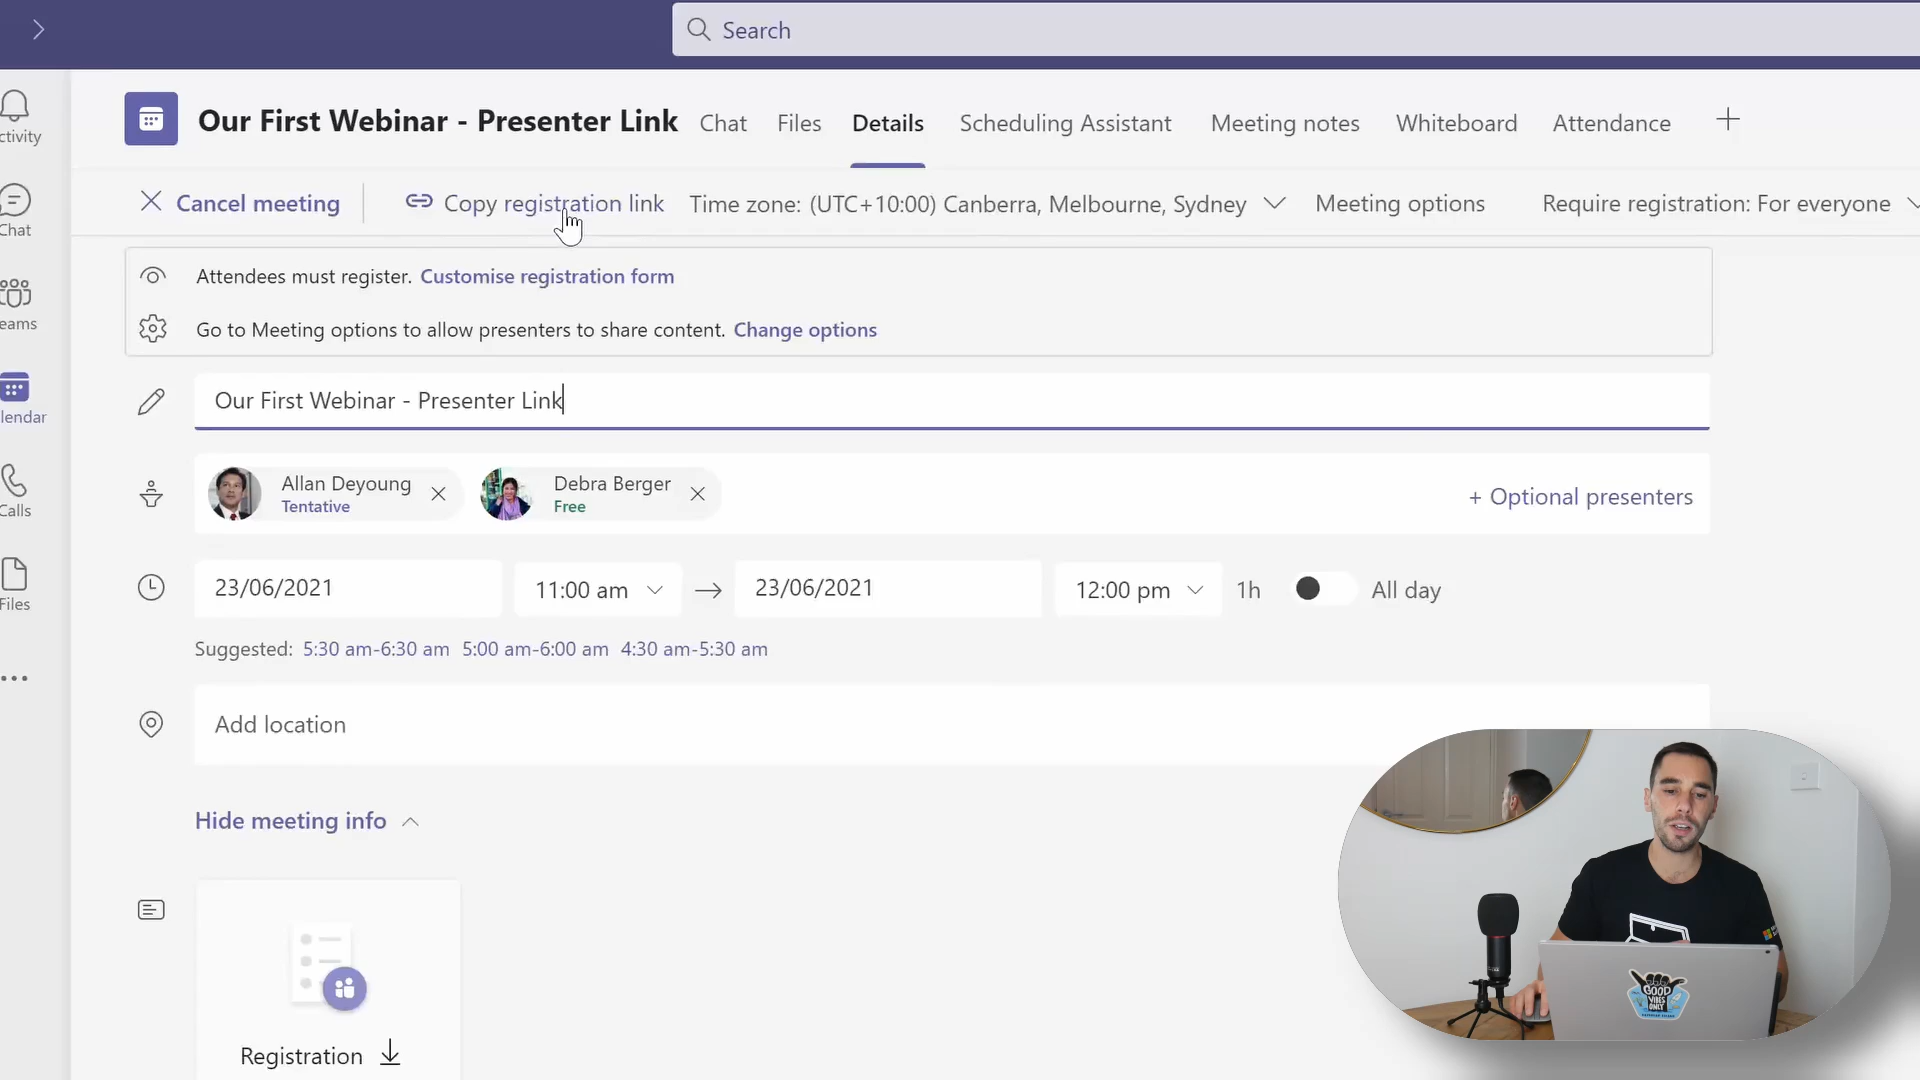 Search
Our First Webinar - Presenter Link
Chat
Files
Details
Scheduling Assistant
Meeting notes
Whiteboard
Attendance
Cancel meeting
Copy registration link
Time zone: (UTC+10:00) Canberra, Melbourne, Sydney
Meeting options
Require registration: For everyone
ctivity
Chat
eams
lendar
Calls
Files
Attendees must register. Customise registration form
Go to Meeting options to allow presenters to share content. Change options
Our First Webinar - Presenter Link
Allan Deyoung
Tentative
Debra Berger
Free
+ Optional presenters
23/06/2021
11:00 am
23/06/2021
12:00 pm
1h
All day
Suggested: 5:30 am-6:30 am 5:00 am-6:00 am 4:30 am-5:30 am
Add location
Hide meeting info
Registration
GOOD
VIBES
ONLY